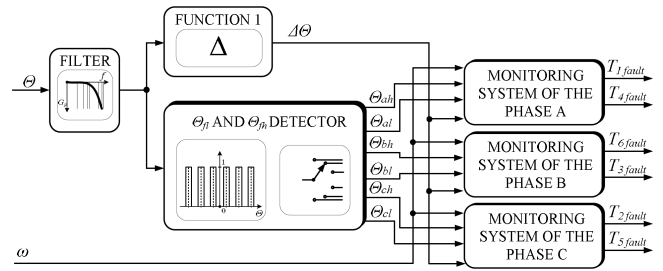 FUNCTION 1
Δ
ΔΘ
Θ
FILTER
f
G
Θfl AND Θfh DETECTOR
1
0
Θ
Θah
Θal
Θbh
Θbl
Θch
Θcl
ω
MONITORING
SYSTEM OF THE
PHASE A
T1 fault
T4 fault
MONITORING
SYSTEM OF THE
PHASE B
T6 fault
T3 fault
MONITORING
SYSTEM OF THE
PHASE C
T2 fault
T5 fault